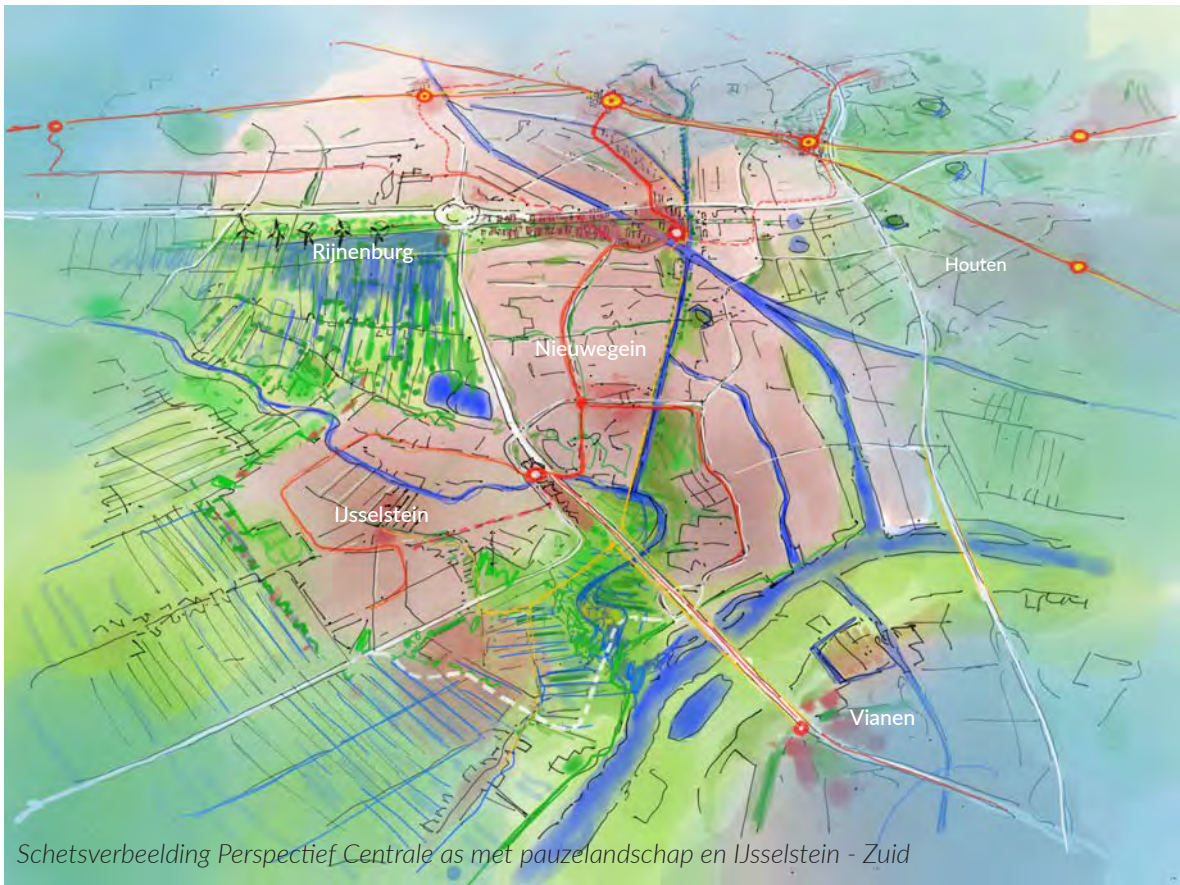 Rijnenburg
Houten
Nieuwegein
IJsselstein
Vianen
Schetsverbeelding Perspectief Centrale as met pauzelandschap en IJsselstein - Zuid